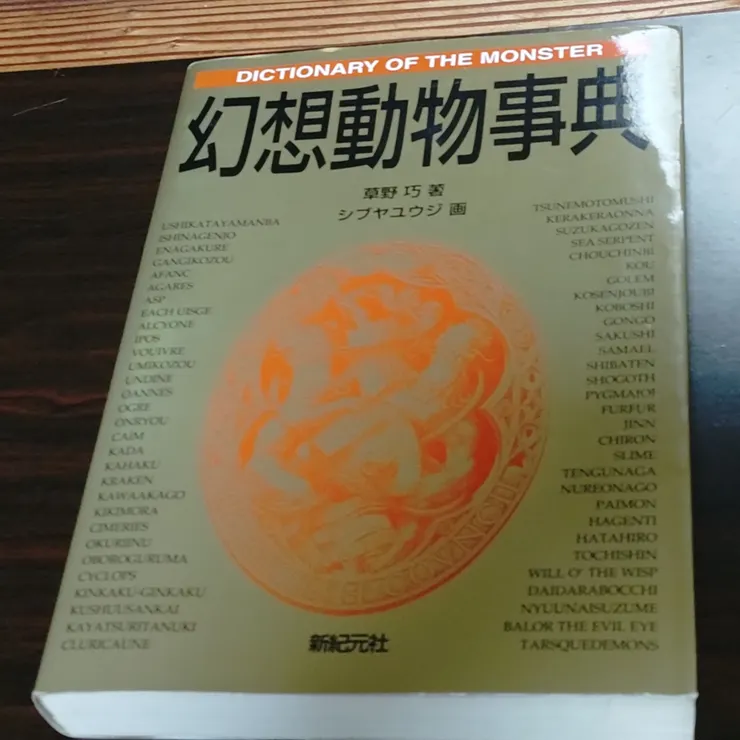 DICTIONARY OF THE MONSTER
幻想動物事典
草野 巧 著
シブヤユウジ 画
USHIKATAYAMANBA
ISHINAGENJO
ENAGAKURE
GANGIKOZOU
AFANC
AGARES
ASP
EACH UISGE
ALCYONE
IPOS
VOUIVRE
UMIKOZOU
UNDINE
OANNES
OGRE
ONRYOU
CAIM
KADA
KAHAKU
KRAKEN
KAWAAKAGO
KIKIMORA
CIMERIES
OKURIINU
OBOROGURUMA
CYCLOPS
KINKAKU-GINKAKU
KUSHUUSANKAI
KAYATSURITANUKI
CLURICAUNE
TSUNEMOTOMUSHI
KERAKERAONNA
SUZUKAGOZEN
SEA SERPENT
CHOUCHINBI
KOU
GOLEM
KOSENJOUBI
KOBOSHI
GONGO
SAKUSHI
SAMAEL
SHIBATEN
SHOGOTH
PYGMAIOI
FURFUR
JINN
CHIRON
SLIME
TENGUNAGA
NUREONAGO
PAIMON
HAGENTI
HATAHIRO
TOCHISHIN
WILL O' THE WISP
DAIDARABOCCHI
NYUUNAISUZUME
BALOR THE EVIL EYE
TARSQUEDEMONS
新紀元社